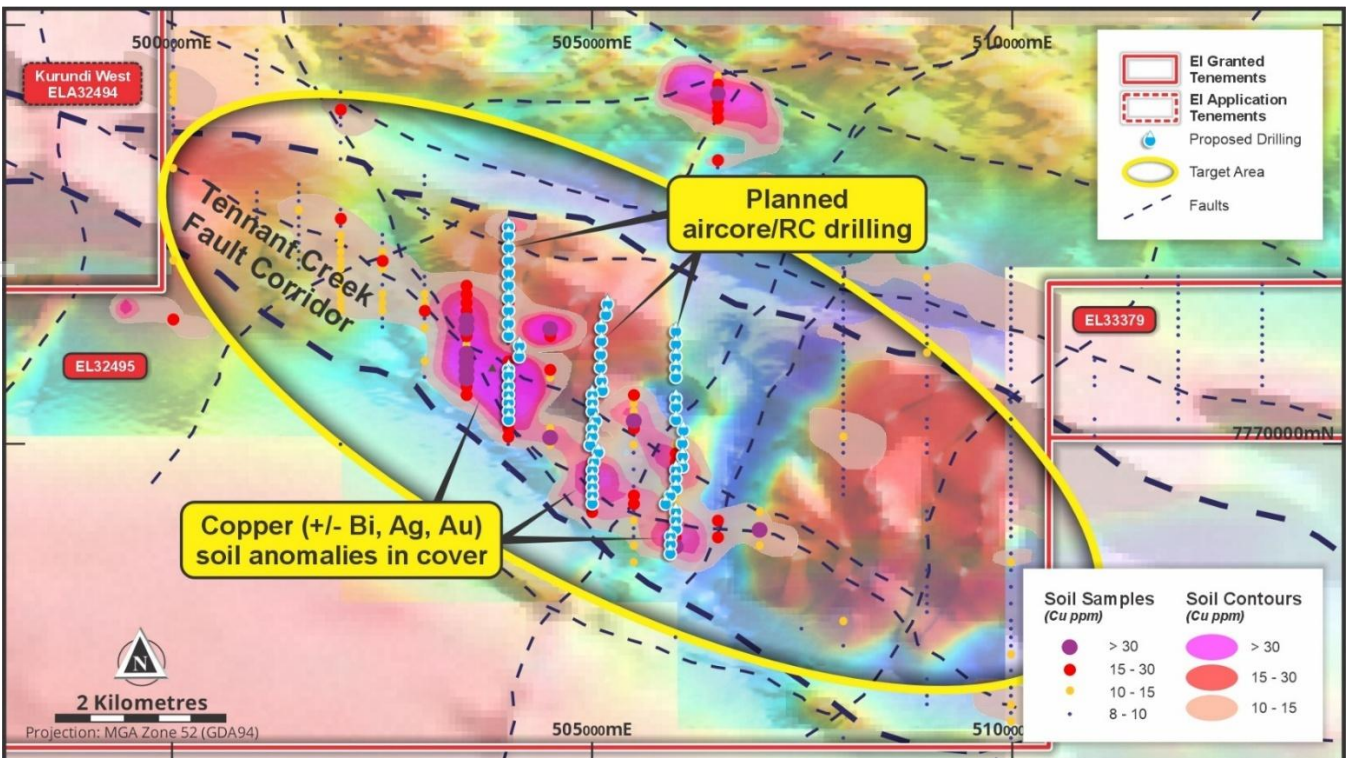 500000mE
505000mE
510000mE
Kurundi West
ELA32494
EI Granted
Tenements
EI Application
Tenements
Proposed Drilling
Target Area
Faults
Planned
aircore/RC drilling
Tennant Creek
Fault Corridor
EL33379
EL32495
7770000mN
Copper (+/- Bi, Ag, Au)
soil anomalies in cover
Soil Samples
(Cu ppm)
> 30
15 - 30
10 - 15
8 - 10
Soil Contours
(Cu ppm)
> 30
15 - 30
10 - 15
N
2 Kilometres
Projection: MGA Zone 52 (GDA94)
505000mE
51000